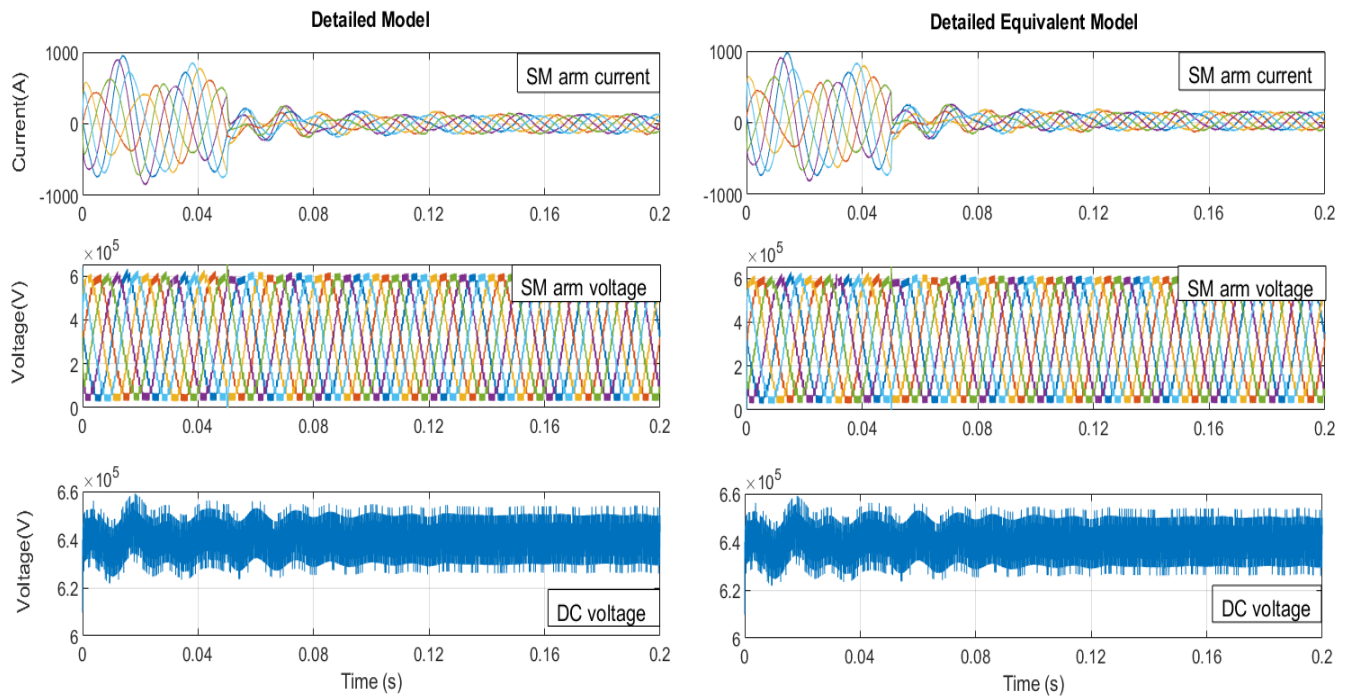 Detailed Model
Current(A)
1000
0
-1000
SM arm current
0 0.04 0.08 0.12 0.16 0.2
Voltage(V)
×10^5
6
4
2
0
SM arm voltage
0 0.04 0.08 0.12 0.16 0.2
Voltage(V)
×10^5
6.6
6.4
6.2
6
DC voltage
0 0.04 0.08 0.12 0.16 0.2
Time (s)
Detailed Equivalent Model
1000
0
-1000
SM arm current
0 0.04 0.08 0.12 0.16 0.2
×10^5
6
4
2
0
SM arm voltage
0 0.04 0.08 0.12 0.16 0.2
×10^5
6.6
6.4
6.2
6
DC voltage
0 0.04 0.08 0.12 0.16 0.2
Time (s)